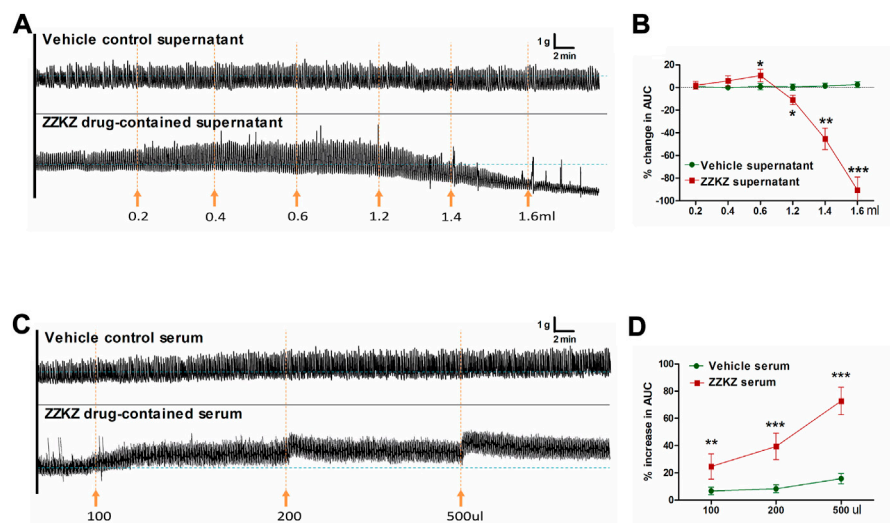 A
Vehicle control supernatant
1 g
2 min
ZZKZ drug-contained supernatant
0.2 0.4 0.6 1.2 1.4 1.6ml
B
% change in AUC
20
0
-20
-40
-60
-80
-100
*
*
**
***
Vehicle supernatant
ZZKZ supernatant
0.2 0.4 0.6 1.2 1.4 1.6 ml
C
Vehicle control serum
1 g
2 min
ZZKZ drug-contained serum
100 200 500ul
D
% increase in AUC
100
80
60
40
20
0
Vehicle serum
ZZKZ serum
**
***
***
100 200 500 ul